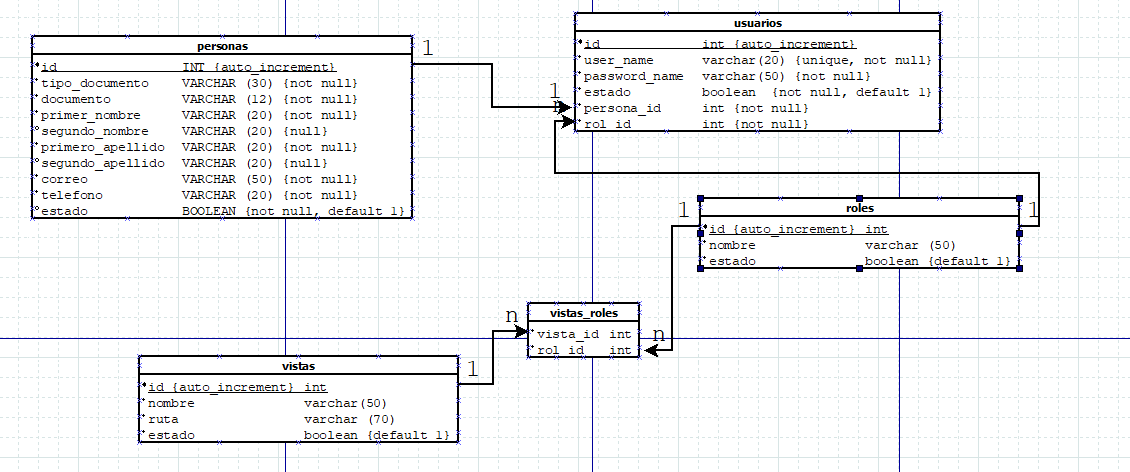 personas
id INT {auto_increment}
tipo_documento VARCHAR (30) {not null}
documento VARCHAR (12) {not null}
primer_nombre VARCHAR (20) {not null}
segundo_nombre VARCHAR (20) {null}
primero_apellido VARCHAR (20) {not null}
segundo_apellido VARCHAR (20) {null}
correo VARCHAR (50) {not null}
telefono VARCHAR (20) {not null}
estado BOOLEAN {not null, default 1}
1
1
n
usuarios
id int {auto_increment}
user_name varchar(20) {unique, not null}
password_name varchar(50) {not null}
estado boolean {not null, default 1}
persona_id int {not null}
rol_id int {not null}
1
1
roles
id {auto_increment} int
nombre varchar (50)
estado boolean {default 1}
n
n
vistas_roles
vista_id int
rol_id int
1
vistas
id {auto_increment} int
nombre varchar(50)
ruta varchar (70)
estado boolean {default 1}